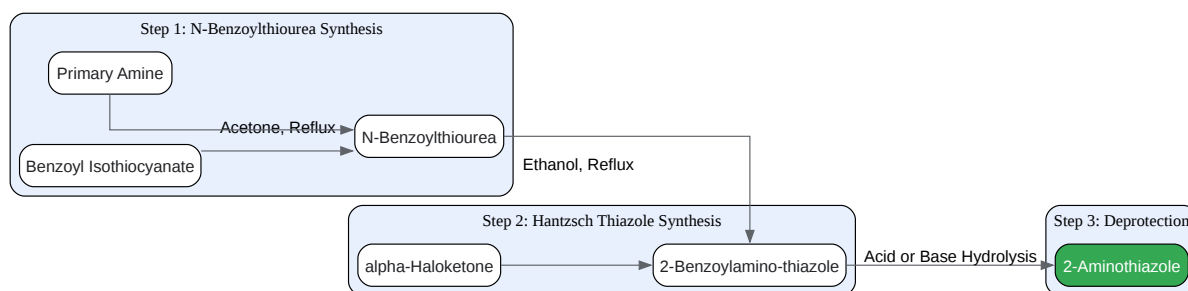 Step 1: N-Benzoylthiourea Synthesis
Primary Amine
Acetone, Reflux
N-Benzoylthiourea
Benzoyl Isothiocyanate
Ethanol, Reflux
Step 2: Hantzsch Thiazole Synthesis
alpha-Haloketone
2-Benzoylamino-thiazole
Acid or Base Hydrolysis
Step 3: Deprotection
2-Aminothiazole